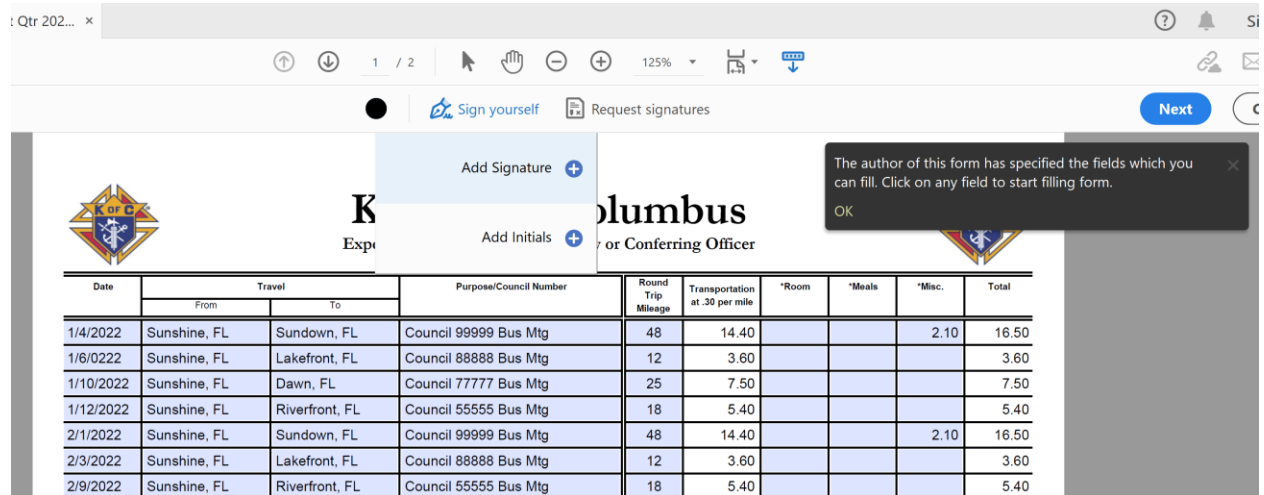 t Qtr 202... ×
? Si
1 / 2 125%
Sign yourself Request signatures Next
Add Signature
Add Initials
The author of this form has specified the fields which you
can fill. Click on any field to start filling form.
OK
K OF C
K lumbus
Expe y or Conferring Officer
Date Travel Purpose/Council Number Round Trip Mileage Transportation at .30 per mile *Room *Meals *Misc. Total
From To
1/4/2022 Sunshine, FL Sundown, FL Council 99999 Bus Mtg 48 14.40 2.10 16.50
1/6/0222 Sunshine, FL Lakefront, FL Council 88888 Bus Mtg 12 3.60 3.60
1/10/2022 Sunshine, FL Dawn, FL Council 77777 Bus Mtg 25 7.50 7.50
1/12/2022 Sunshine, FL Riverfront, FL Council 55555 Bus Mtg 18 5.40 5.40
2/1/2022 Sunshine, FL Sundown, FL Council 99999 Bus Mtg 48 14.40 2.10 16.50
2/3/2022 Sunshine, FL Lakefront, FL Council 88888 Bus Mtg 12 3.60 3.60
2/9/2022 Sunshine, FL Riverfront, FL Council 55555 Bus Mtg 18 5.40 5.40